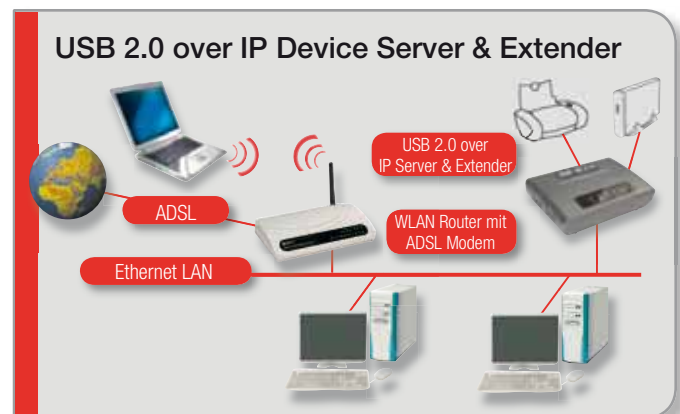 USB 2.0 over IP Device Server & Extender
USB 2.0 over
IP Server & Extender
ADSL
WLAN Router mit
ADSL Modem
Ethernet LAN